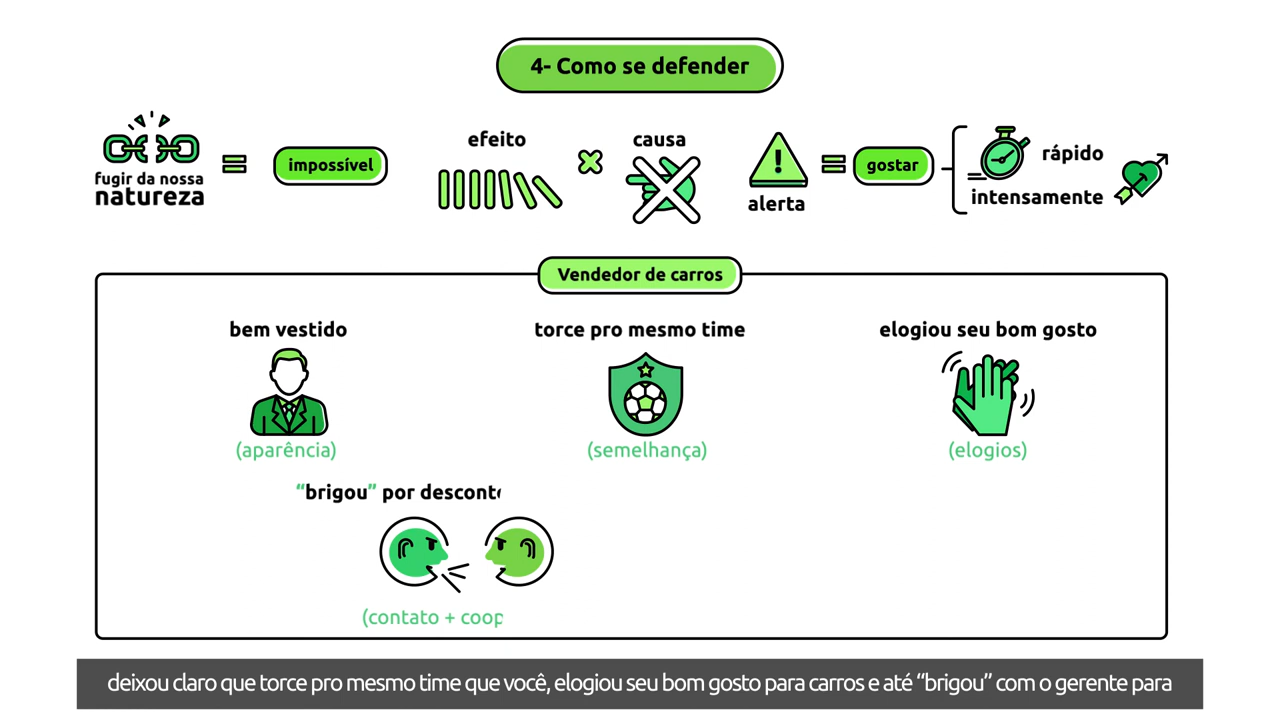 4- Como se defender
fugir da nossa
natureza
impossível
efeito
causa
alerta
gostar
rápido
intensamente
Vendedor de carros
bem vestido
(aparência)
torce pro mesmo time
(semelhança)
elogiou seu bom gosto
(elogios)
“brigou” por descont
(contato + coop
deixou claro que torce pro mesmo time que você, elogiou seu bom gosto para carros e até “brigou” com o gerente para